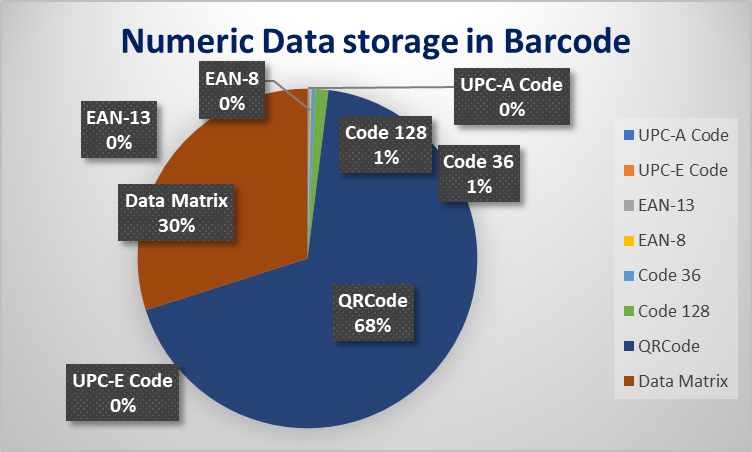 Numeric Data storage in Barcode
EAN-8
0%
UPC-A Code
0%
EAN-13
0%
Code 128
1%
Code 36
1%
Data Matrix
30%
QRCode
68%
UPC-E Code
0%
UPC-A Code
UPC-E Code
EAN-13
EAN-8
Code 36
Code 128
QRCode
Data Matrix